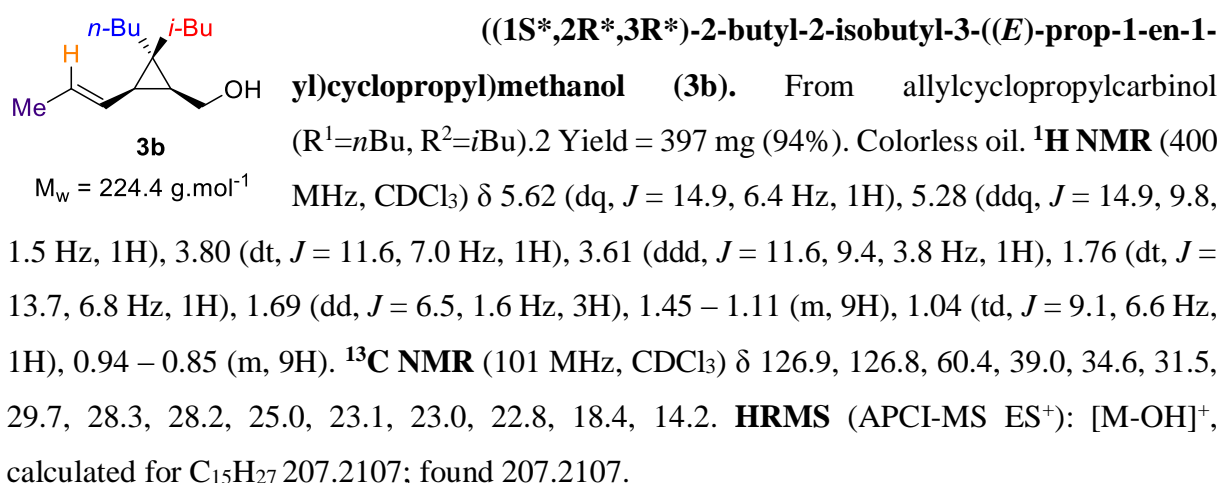 n-Bu i-Bu
H
OH
Me
3b
Mw = 224.4 g.mol-1
((1S*,2R*,3R*)-2-butyl-2-isobutyl-3-((E)-prop-1-en-1-
yl)cyclopropyl)methanol (3b). From allylcyclopropylcarbinol
(R¹=nBu, R²=iBu).2 Yield = 397 mg (94%). Colorless oil. ¹H NMR (400
MHz, CDCl₃) δ 5.62 (dq, J = 14.9, 6.4 Hz, 1H), 5.28 (ddq, J = 14.9, 9.8,
1.5 Hz, 1H), 3.80 (dt, J = 11.6, 7.0 Hz, 1H), 3.61 (ddd, J = 11.6, 9.4, 3.8 Hz, 1H), 1.76 (dt, J =
13.7, 6.8 Hz, 1H), 1.69 (dd, J = 6.5, 1.6 Hz, 3H), 1.45 – 1.11 (m, 9H), 1.04 (td, J = 9.1, 6.6 Hz,
1H), 0.94 – 0.85 (m, 9H). ¹³C NMR (101 MHz, CDCl₃) δ 126.9, 126.8, 60.4, 39.0, 34.6, 31.5,
29.7, 28.3, 28.2, 25.0, 23.1, 23.0, 22.8, 18.4, 14.2. HRMS (APCI-MS ES⁺): [M-OH]⁺,
calculated for C₁₅H₂₇ 207.2107; found 207.2107.